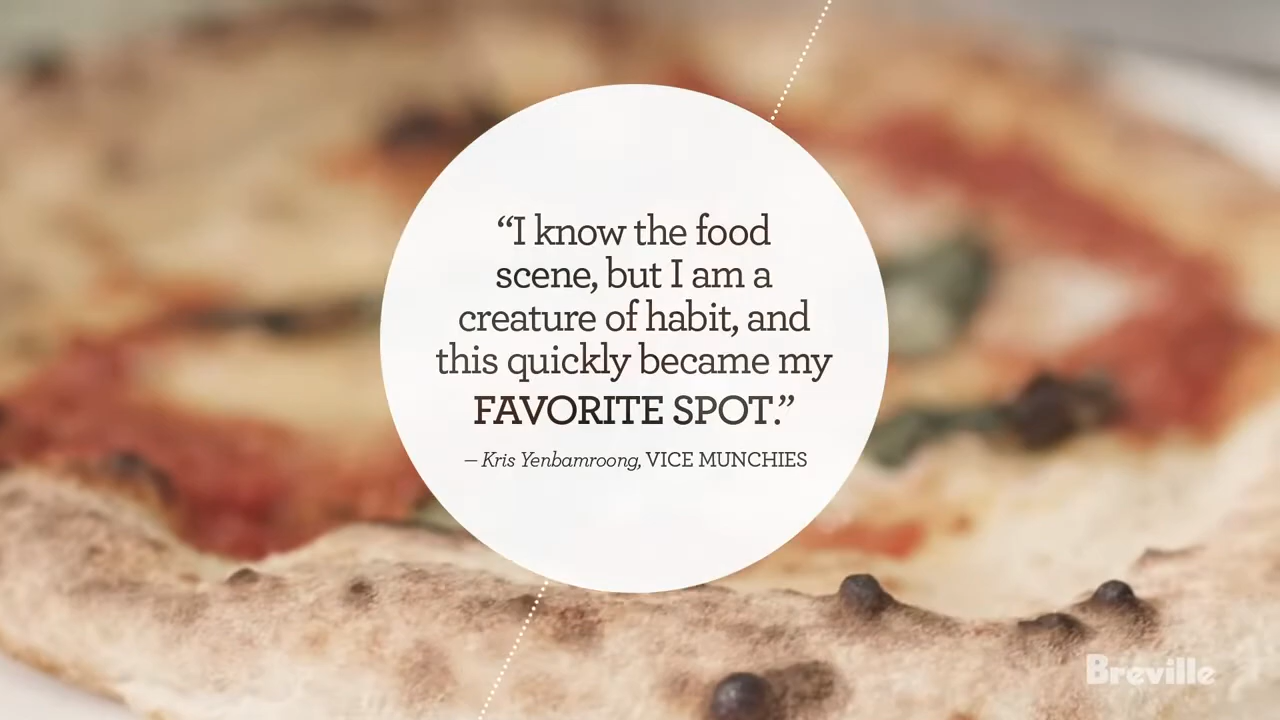 “I know the food
scene, but I am a
creature of habit, and
this quickly became my
FAVORITE SPOT.”
– Kris Yenbamroong, VICE MUNCHIES
Breville